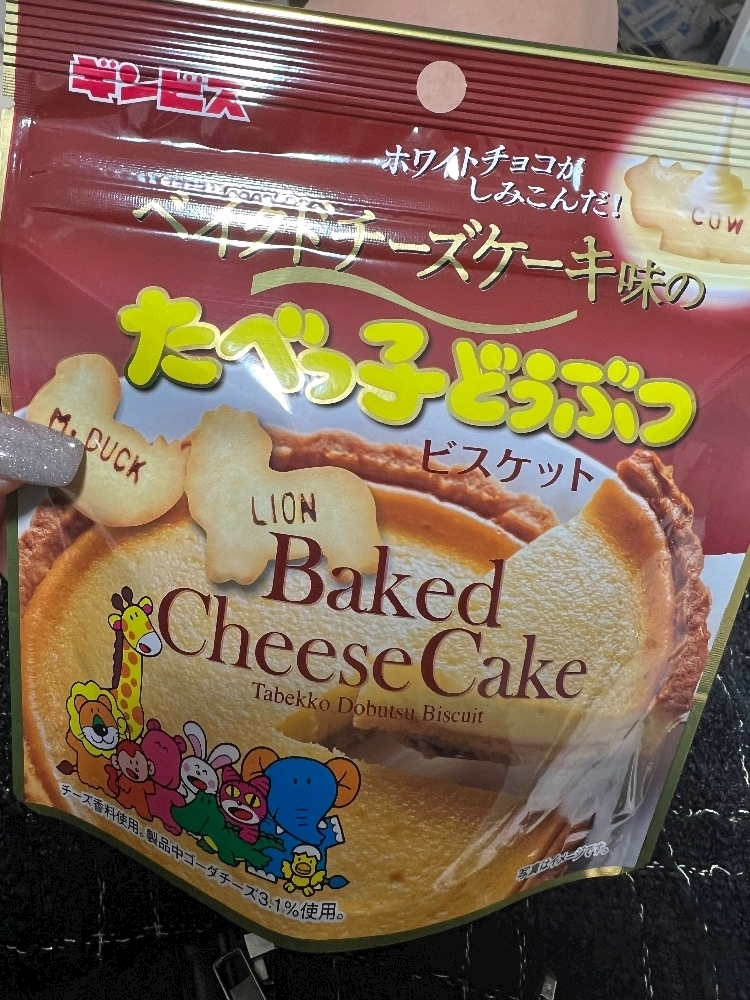 ギンビス
ホワイトチョコが
しみこんだ!
COW
ベイクドチーズケーキ味の
たべっ子どうぶつ
ビスケット
M. DUCK
LION
Baked
Cheese Cake
Tabekko Dobutsu Biscuit
チーズ香料使用。製品中ゴーダチーズ3.1%使用。
写真はイメージです。